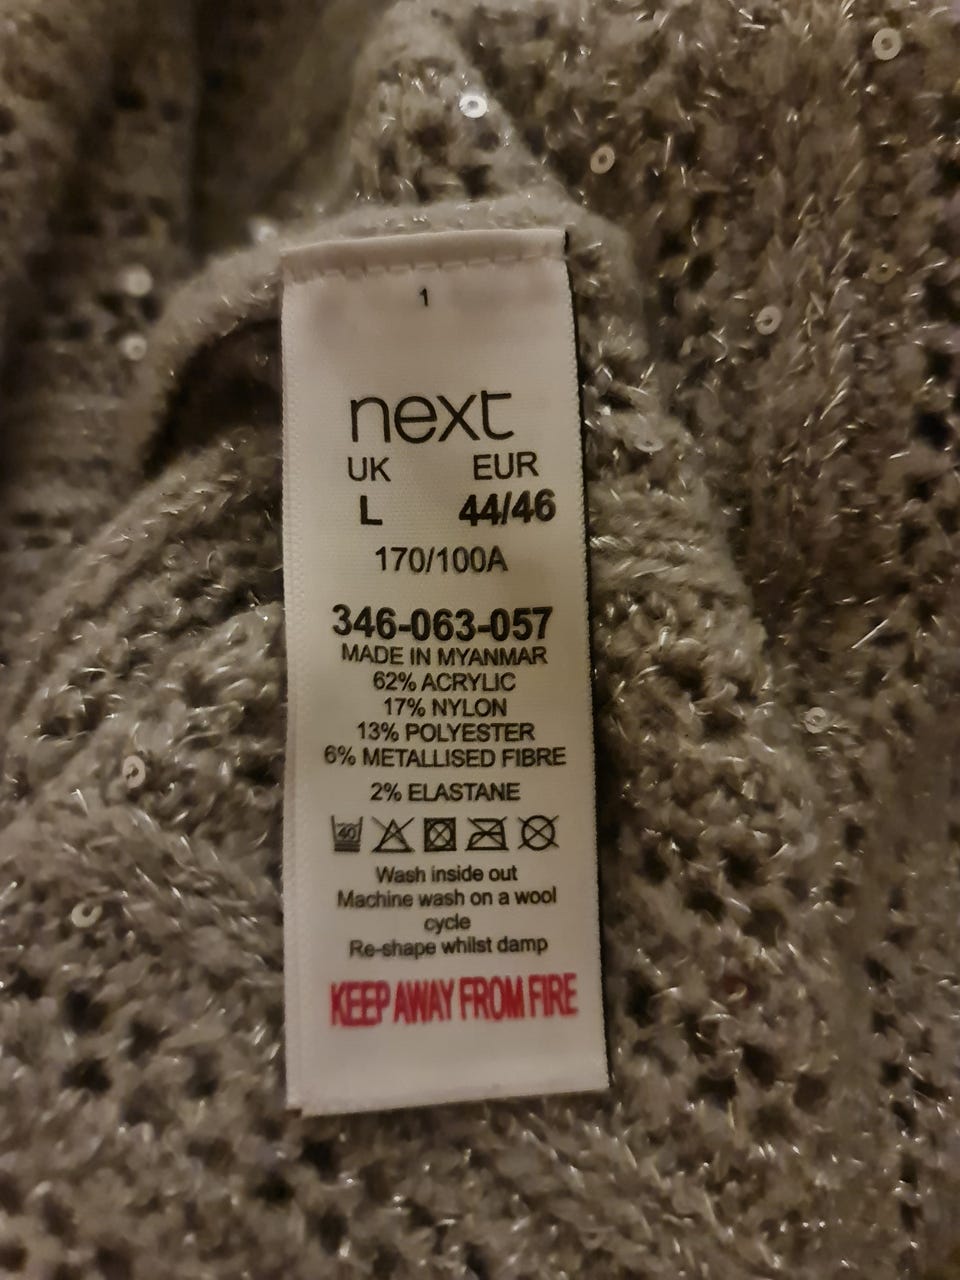 1
next
UK EUR
L 44/46
170/100A
346-063-057
MADE IN MYANMAR
62% ACRYLIC
17% NYLON
13% POLYESTER
6% METALLISED FIBRE
2% ELASTANE
40
Wash inside out
Machine wash on a wool
cycle
Re-shape whilst damp
KEEP AWAY FROM FIRE